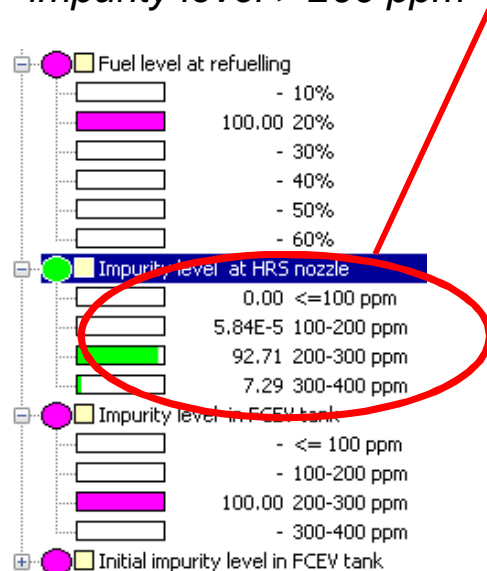 Impurity level > 200 ppm
Fuel level at refuelling
- 10%
100.00 20%
- 30%
- 40%
- 50%
- 60%
Impurity level at HRS nozzle
0.00 <=100 ppm
5.84E-5 100-200 ppm
92.71 200-300 ppm
7.29 300-400 ppm
Impurity level in FCEV tank
- <= 100 ppm
- 100-200 ppm
100.00 200-300 ppm
- 300-400 ppm
Initial impurity level in FCEV tank